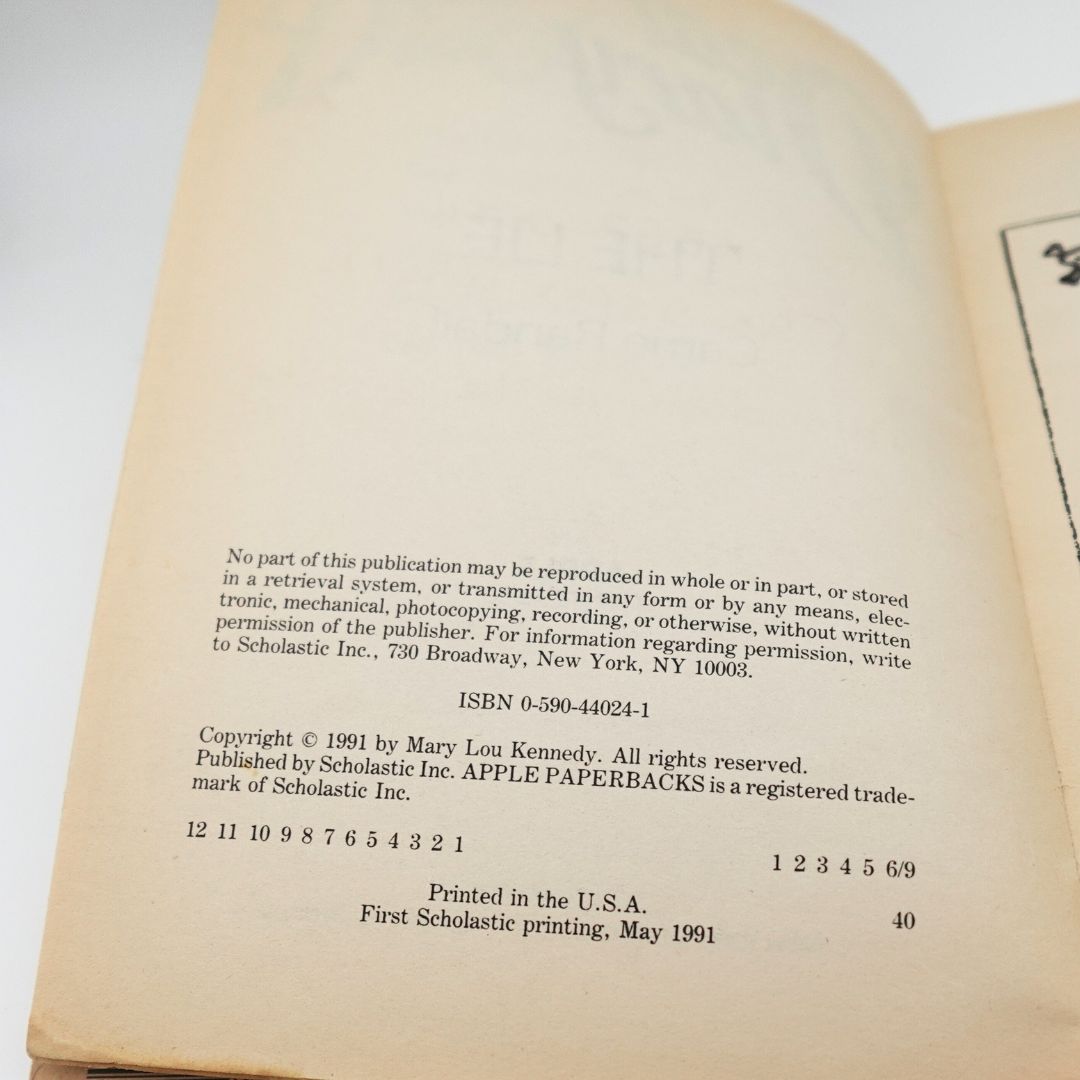 No part of this publication may be reproduced in whole or in part, or stored
in a retrieval system, or transmitted in any form or by any means, elec-
tronic, mechanical, photocopying, recording, or otherwise, without written
permission of the publisher. For information regarding permission, write
to Scholastic Inc., 730 Broadway, New York, NY 10003.
ISBN 0-590-44024-1
Copyright © 1991 by Mary Lou Kennedy. All rights reserved.
Published by Scholastic Inc. APPLE PAPERBACKS is a registered trade-
mark of Scholastic Inc.
12 11 10 9 8 7 6 5 4 3 2 1
1 2 3 4 5 6/9
Printed in the U.S.A.
40
First Scholastic printing, May 1991